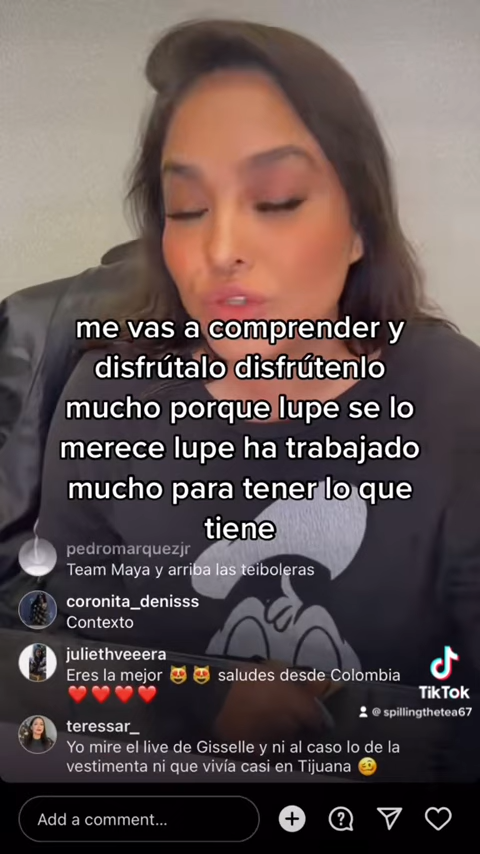 me vas a comprender y
disfrútalo disfrútenlo
mucho porque lupe se lo
merece lupe ha trabajado
mucho para tener lo que
tiene
pedromarquezjr
Team Maya y arriba las teiboleras
coronita_denisss
Contexto
juliethveeera
Eres la mejor 😻 😻 saludes desde Colombia
❤️❤️❤️❤️
TikTok
@spillingthetea67
teressar_
Yo mire el live de Gisselle y ni al caso lo de la
vestimenta ni que vivía casi en Tijuana 🥴
Add a comment...